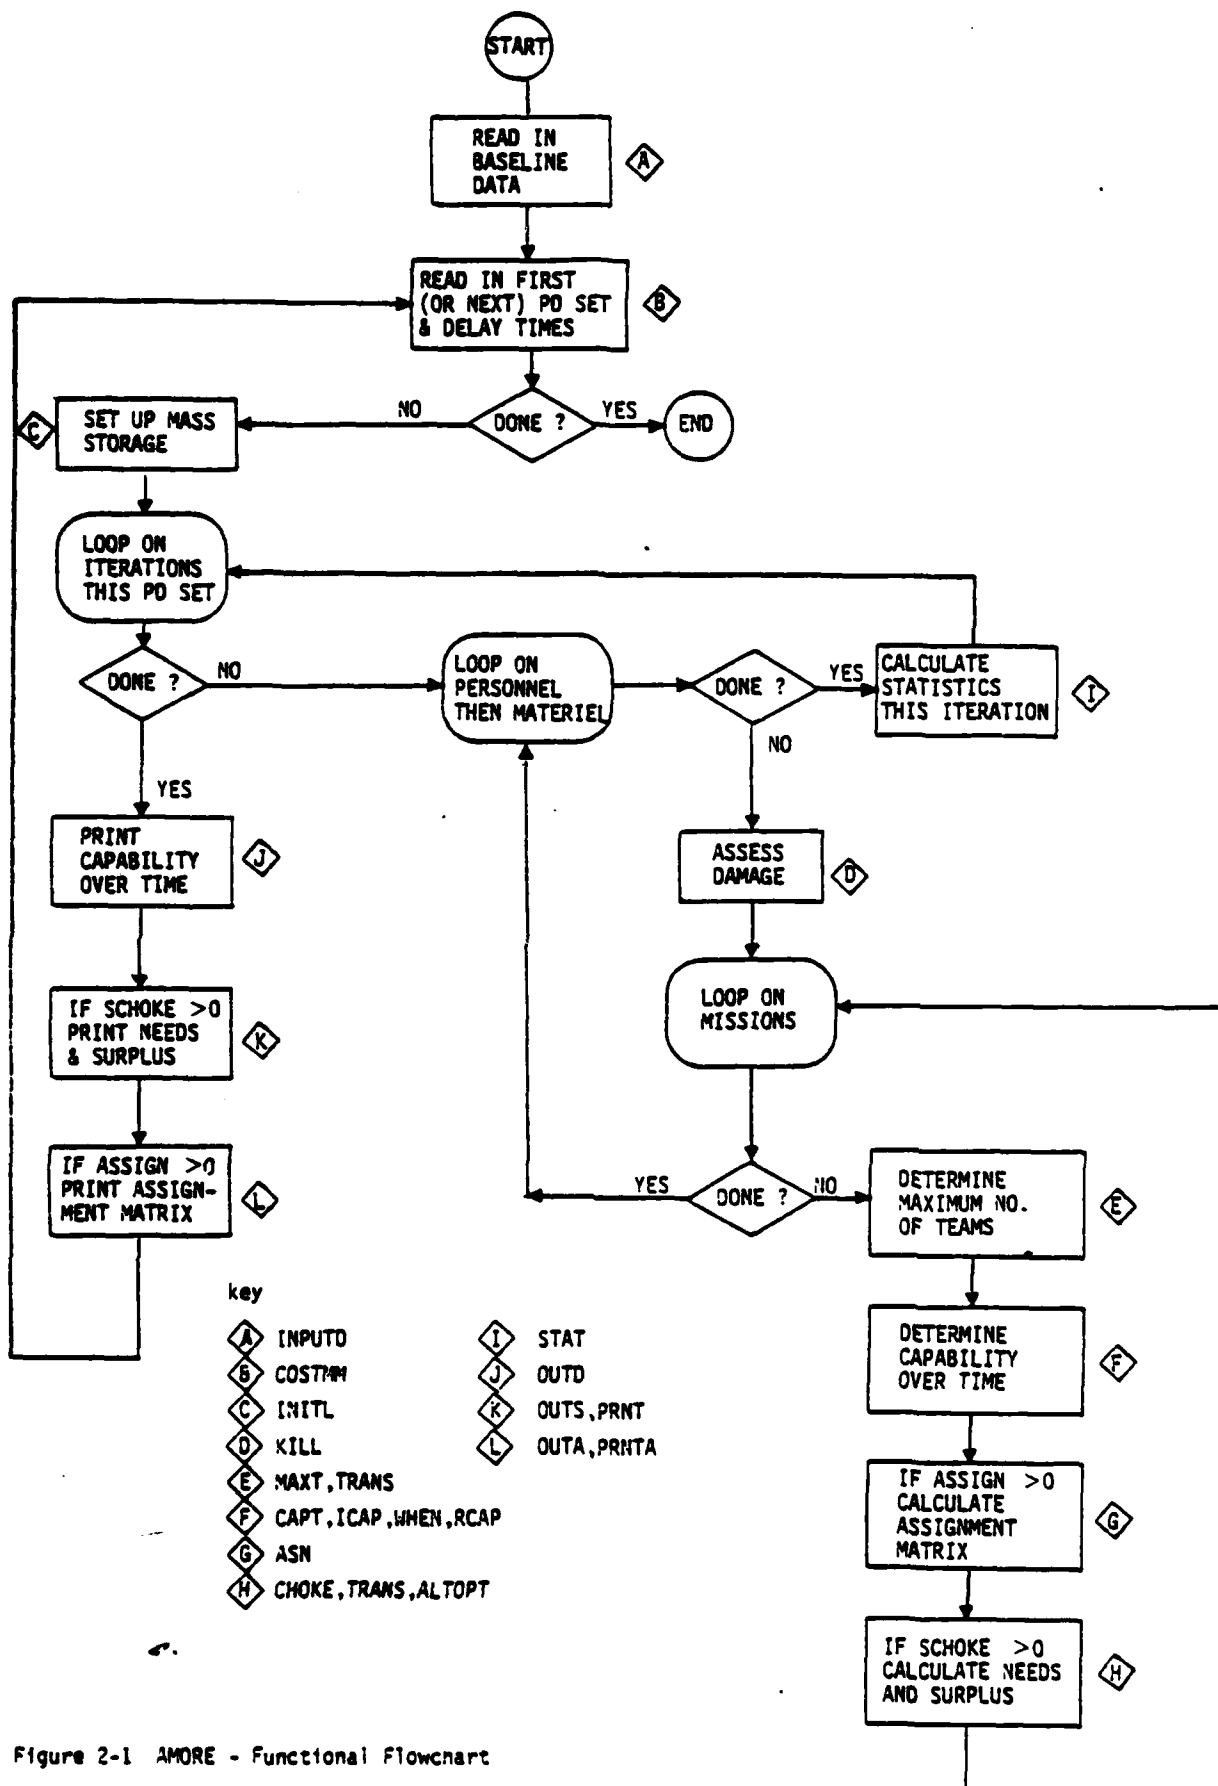 START
READ IN
BASELINE
DATA
A
READ IN FIRST
(OR NEXT) PD SET
& DELAY TIMES
B
DONE ?
NO
YES
END
C
SET UP MASS
STORAGE
LOOP ON
ITERATIONS
THIS PD SET
DONE ?
NO
YES
LOOP ON
PERSONNEL
THEN MATERIEL
DONE ?
YES
NO
CALCULATE
STATISTICS
THIS ITERATION
I
PRINT
CAPABILITY
OVER TIME
J
ASSESS
DAMAGE
D
LOOP ON
MISSIONS
IF SCHOKE >0
PRINT NEEDS
& SURPLUS
K
IF ASSIGN >0
PRINT ASSIGN-
MENT MATRIX
L
DONE ?
YES
NO
DETERMINE
MAXIMUM NO.
OF TEAMS
E
DETERMINE
CAPABILITY
OVER TIME
F
IF ASSIGN >0
CALCULATE
ASSIGNMENT
MATRIX
G
IF SCHOKE >0
CALCULATE NEEDS
AND SURPLUS
H
key
A INPUTD
B COSTMM
C INITL
D KILL
E MAXT,TRANS
F CAPT,ICAP,WHEN,RCAP
G ASN
H CHOKE,TRANS,ALTOPT
I STAT
J OUTD
K OUTS,PRNT
L OUTA,PRNTA
Figure 2-1 AMORE - Functional Flowchart